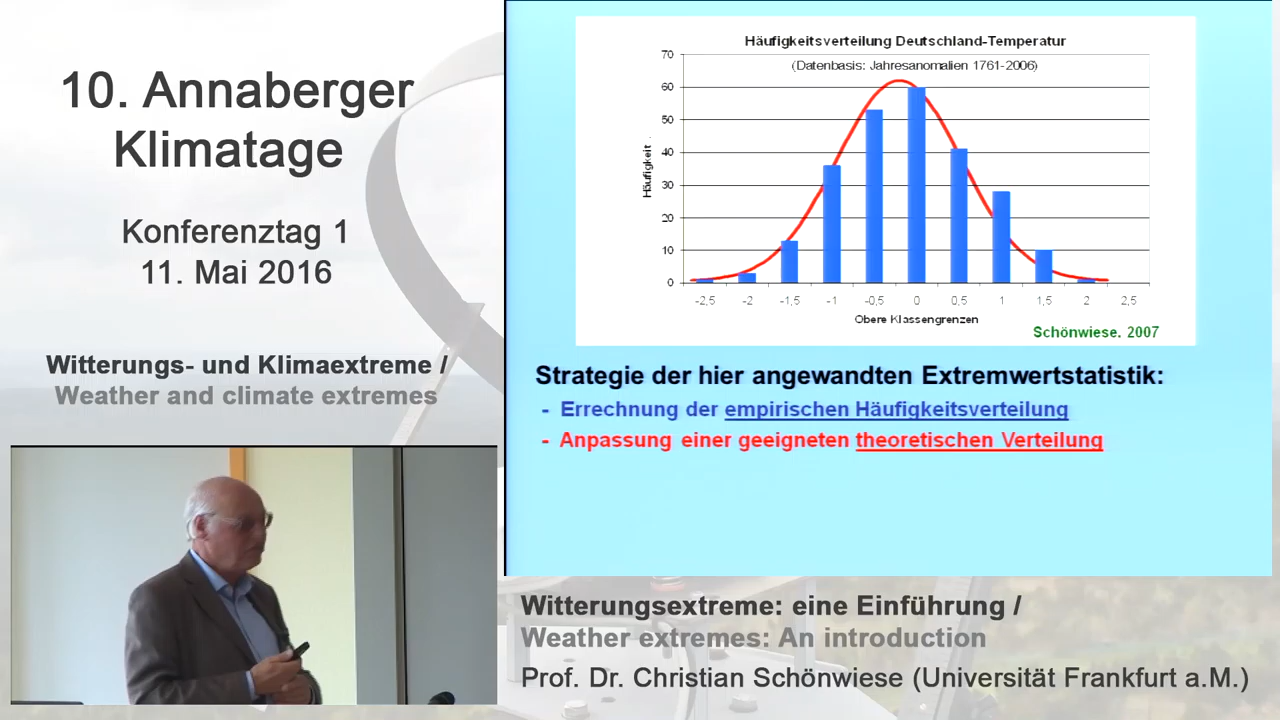 10. Annaberger
Klimatage
Konferenztag 1
11. Mai 2016
Witterungs- und Klimaextreme /
Weather and climate extremes
Häufigkeitsverteilung Deutschland-Temperatur
(Datenbasis: Jahresanomalien 1761-2006)
70
60
50
40
30
20
10
0
Häufigkeit .
-2,5 -2 -1,5 -1 -0,5 0 0,5 1 1,5 2 2,5
Obere Klassengrenzen
Schönwiese. 2007
Strategie der hier angewandten Extremwertstatistik:
- Errechnung der empirischen Häufigkeitsverteilung
- Anpassung einer geeigneten theoretischen Verteilung
Witterungsextreme: eine Einführung /
Weather extremes: An introduction
Prof. Dr. Christian Schönwiese (Universität Frankfurt a.M.)